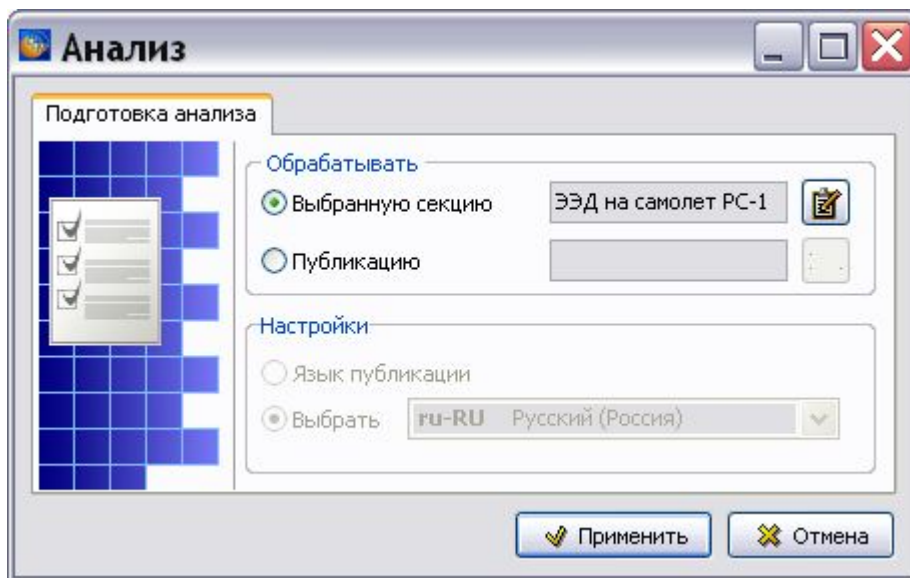 Анализ
Подготовка анализа
Обрабатывать
Выбранную секцию ЭЭД на самолет РС-1
Публикацию
Настройки
Язык публикации
Выбрать ru-RU Русский (Россия)
Применить Отмена